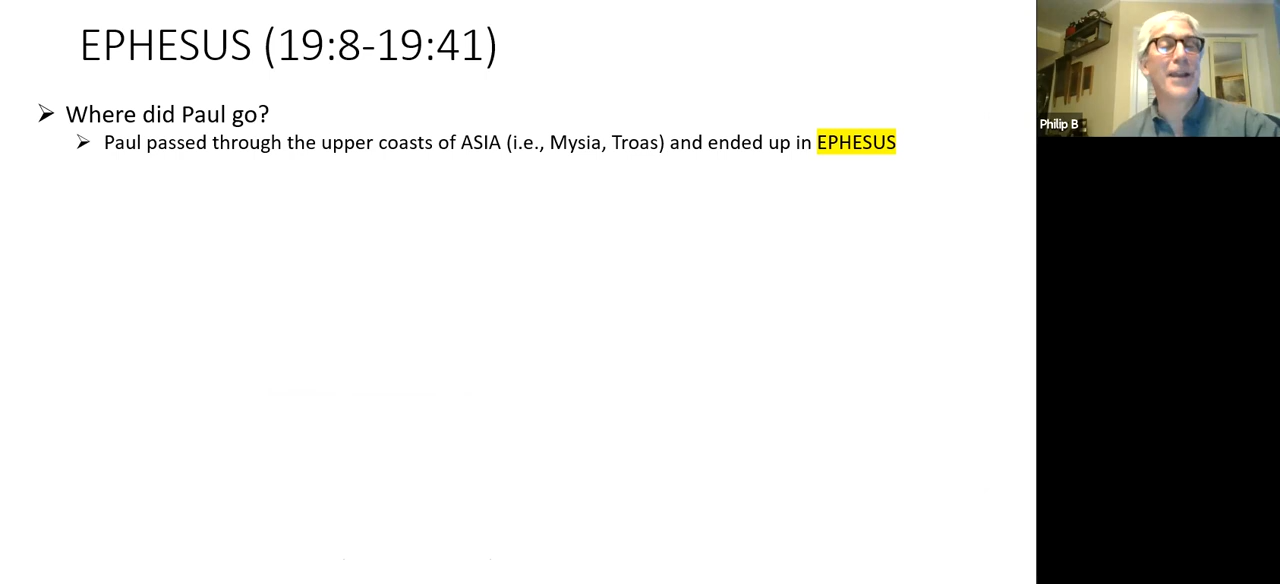 EPHESUS (19:8-19:41)
Where did Paul go?
Paul passed through the upper coasts of ASIA (i.e., Mysia, Troas) and ended up in EPHESUS
Philip B